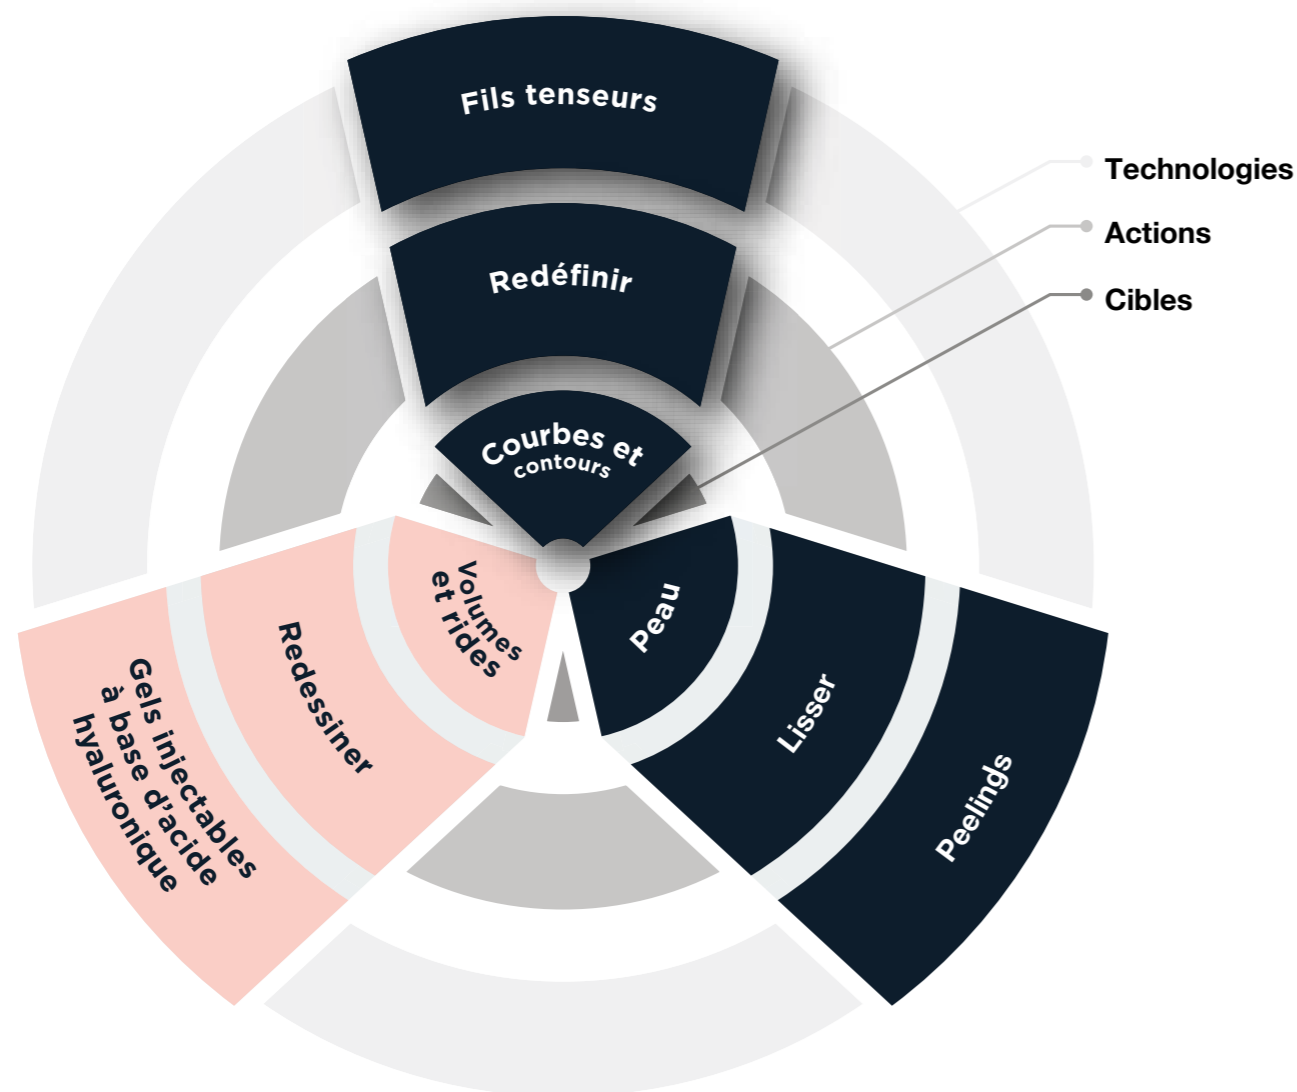 Fils tenseurs
Redéfinir
Courbes et
contours
Technologies
Actions
Cibles
Volumes
et rides
Redessiner
Gels injectables
à base d'acide
hyaluronique
Peau
Lisser
Peelings